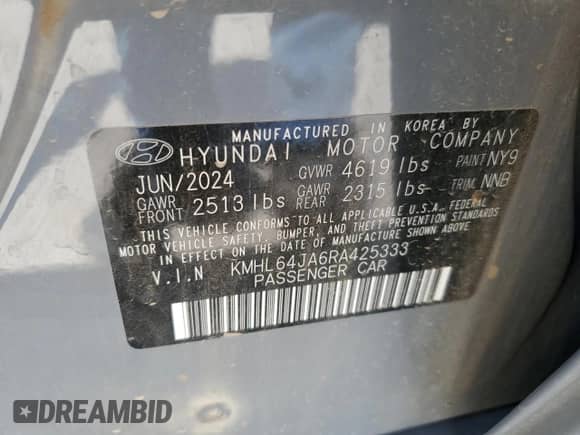 MANUFACTURED IN KOREA BY
HYUNDAI MOTOR COMPANY
JUN/2024 GVWR 4619 lbs PAINT NY9
GAWR FRONT 2513 lbs GAWR REAR 2315 lbs TRIM NNB
THIS VEHICLE CONFORMS TO ALL APPLICABLE U.S.A. FEDERAL
MOTOR VEHICLE SAFETY, BUMPER, AND THEFT PREVENTION STANDARDS
IN EFFECT ON THE DATE OF MANUFACTURE SHOWN ABOVE.
V.I.N KMHL64JA6RA425333
PASSENGER CAR
DREAMBID